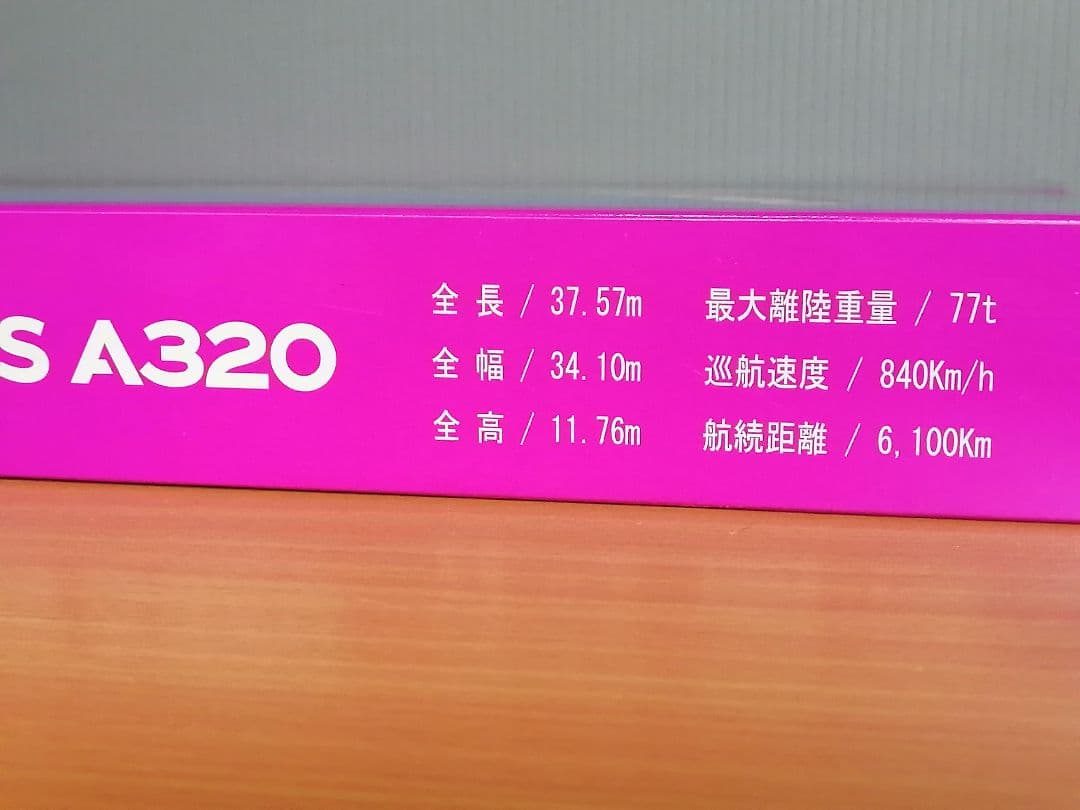 S A320
全 長 / 37.57m
全 幅 / 34.10m
全 高 / 11.76m
最大離陸重量 / 77t
巡航速度 / 840Km/h
航続距離 / 6,100Km